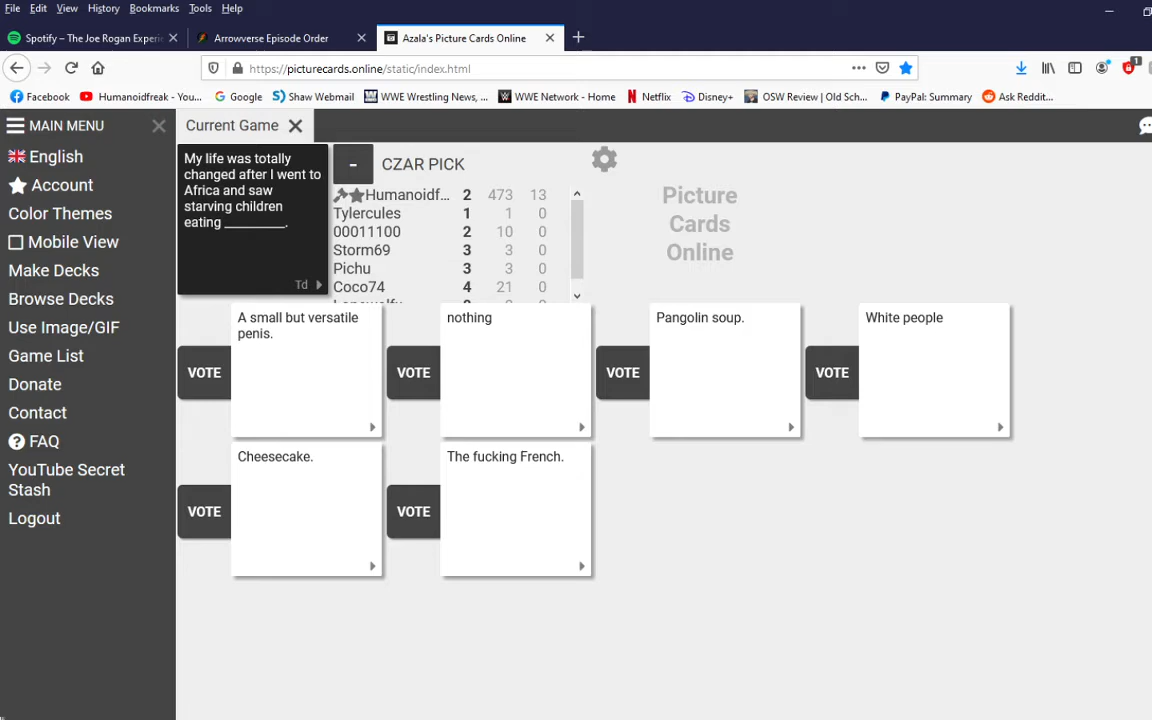 File Edit View History Bookmarks Tools Help
Spotify – The Joe Rogan Experi
Arrowverse Episode Order
Azala's Picture Cards Online
https://picturecards.online/static/index.html
1
Facebook
Humanoidfreak - You...
Google
Shaw Webmail
WWE Wrestling News, ...
WWE Network - Home
Netflix
Disney+
OSW Review | Old Sch...
PayPal: Summary
Ask Reddit...
MAIN MENU
Current Game
English
Account
Color Themes
Mobile View
Make Decks
Browse Decks
Use Image/GIF
Game List
Donate
Contact
FAQ
YouTube Secret
Stash
Logout
My life was totally
changed after I went to
Africa and saw
starving children
eating _________.
Td
-
CZAR PICK
Humanoidf... 2 473 13
Tylercules 1 1 0
00011100 2 10 0
Storm69 3 3 0
Pichu 3 3 0
Coco74 4 21 0
Picture
Cards
Online
VOTE
A small but versatile
penis.
VOTE
nothing
VOTE
Pangolin soup.
VOTE
White people
VOTE
Cheesecake.
VOTE
The fucking French.